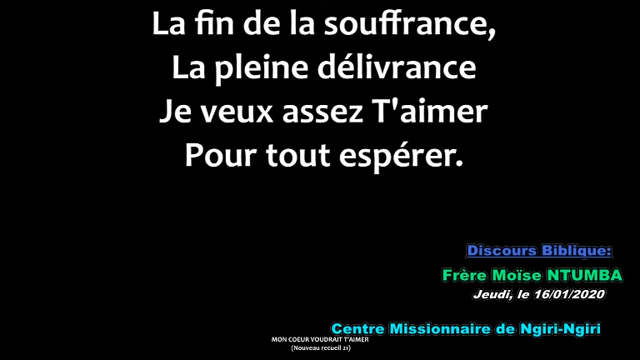 La fin de la souffrance,
La pleine délivrance
Je veux assez T'aimer
Pour tout espérer.
Discours Biblique:
Frère Moïse NTUMBA
Jeudi, le 16/01/2020
Centre Missionnaire de Ngiri-Ngiri
MON COEUR VOUDRAIT T'AIMER
(Nouveau recueil 21)